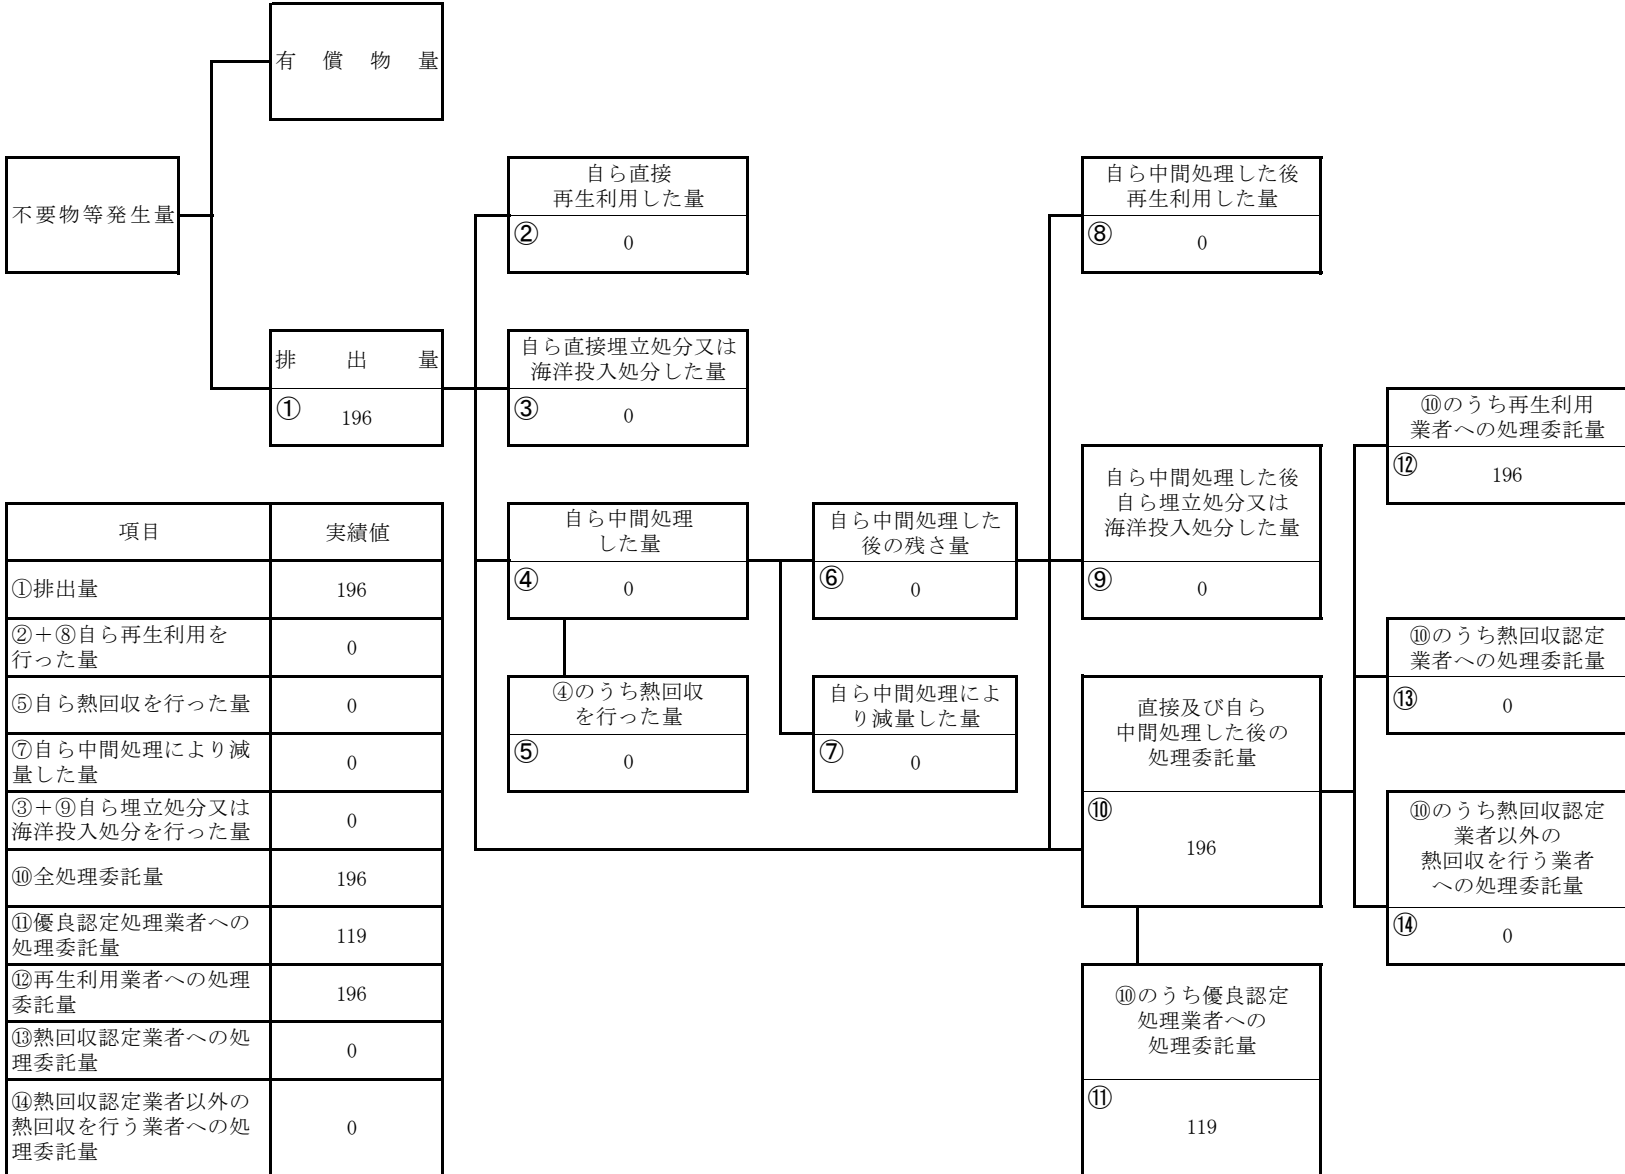 有償物量
不要物等発生量
自ら直接
再生利用した量
② 0
自ら中間処理した後
再生利用した量
⑧ 0
排出量
① 196
自ら直接埋立処分又は
海洋投入処分した量
③ 0
⑩のうち再生利用
業者への処理委託量
⑫ 196
自ら中間処理した後
自ら埋立処分又は
海洋投入処分した量
⑨ 0
自ら中間処理
した量
④ 0
自ら中間処理した
後の残さ量
⑥ 0
⑩のうち熱回収認定
業者への処理委託量
⑬ 0
④のうち熱回収
を行った量
⑤ 0
自ら中間処理によ
り減量した量
⑦ 0
直接及び自ら
中間処理した後の
処理委託量
⑩ 196
⑩のうち熱回収認定
業者以外の
熱回収を行う業者
への処理委託量
⑭ 0
⑩のうち優良認定
処理業者への
処理委託量
⑪ 119
項目 実績値
①排出量 196
②+⑧自ら再生利用を
行った量 0
⑤自ら熱回収を行った量 0
⑦自ら中間処理により減
量した量 0
③+⑨自ら埋立処分又は
海洋投入処分を行った量 0
⑩全処理委託量 196
⑪優良認定処理業者への
処理委託量 119
⑫再生利用業者への処理
委託量 196
⑬熱回収認定業者への処
理委託量 0
⑭熱回収認定業者以外の
熱回収を行う業者への処
理委託量 0